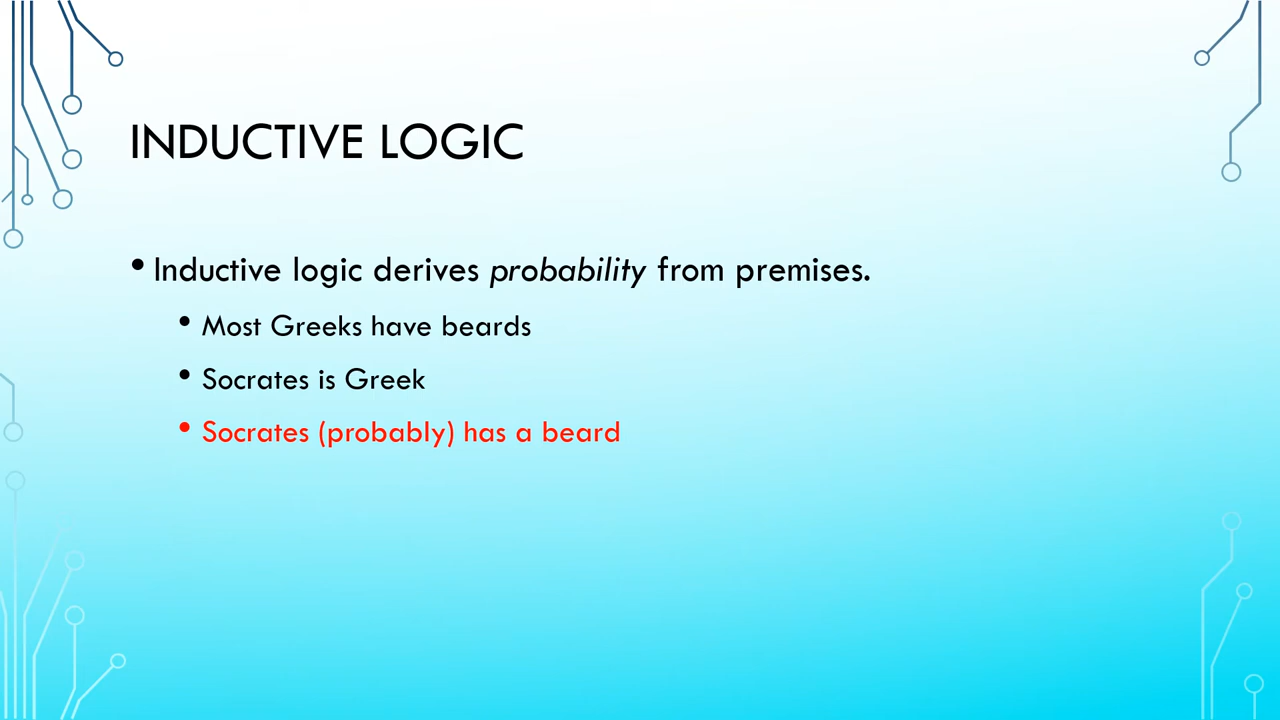 INDUCTIVE LOGIC
• Inductive logic derives probability from premises.
• Most Greeks have beards
• Socrates is Greek
• Socrates (probably) has a beard